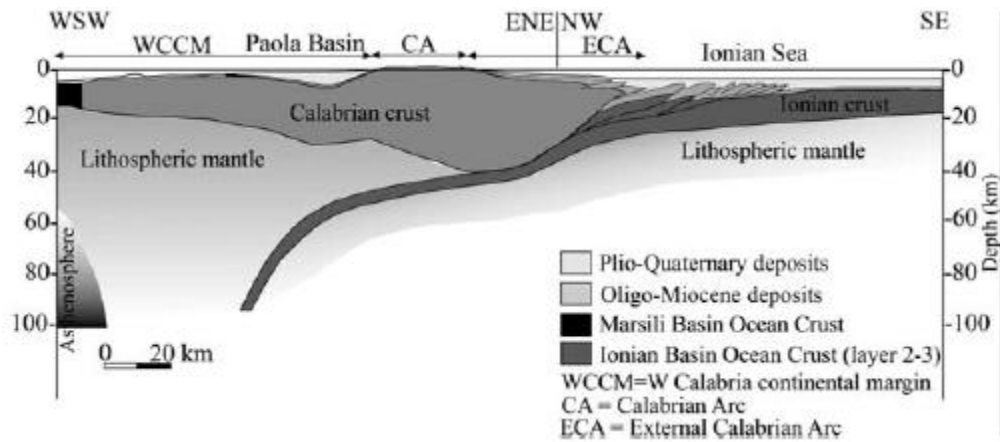 WSW
ENE NW
SE
WCCM
Paola Basin
CA
ECA
Ionian Sea
0
0
Calabrian crust
Ionian crust
20
-20
Lithospheric mantle
Lithospheric mantle
40
-40
60
-60
80
-80
100
-100
Asthenosphere
Depth (km)
0 20 km
Plio-Quaternary deposits
Oligo-Miocene deposits
Marsili Basin Ocean Crust
Ionian Basin Ocean Crust (layer 2-3)
WCCM=W Calabria continental margin
CA = Calabrian Arc
ECA = External Calabrian Arc